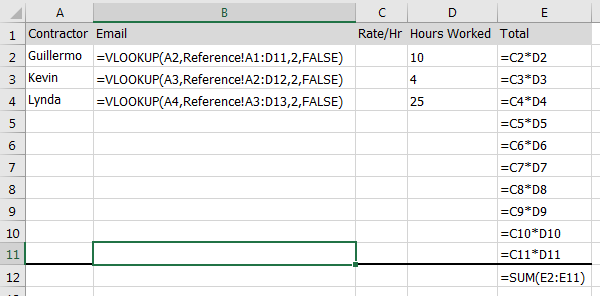 A B C D E
1 Contractor Email Rate/Hr Hours Worked Total
2 Guillermo =VLOOKUP(A2,Reference!A1:D11,2,FALSE) 10 =C2*D2
3 Kevin =VLOOKUP(A3,Reference!A2:D12,2,FALSE) 4 =C3*D3
4 Lynda =VLOOKUP(A4,Reference!A3:D13,2,FALSE) 25 =C4*D4
5 =C5*D5
6 =C6*D6
7 =C7*D7
8 =C8*D8
9 =C9*D9
10 =C10*D10
11 =C11*D11
12 =SUM(E2:E11)